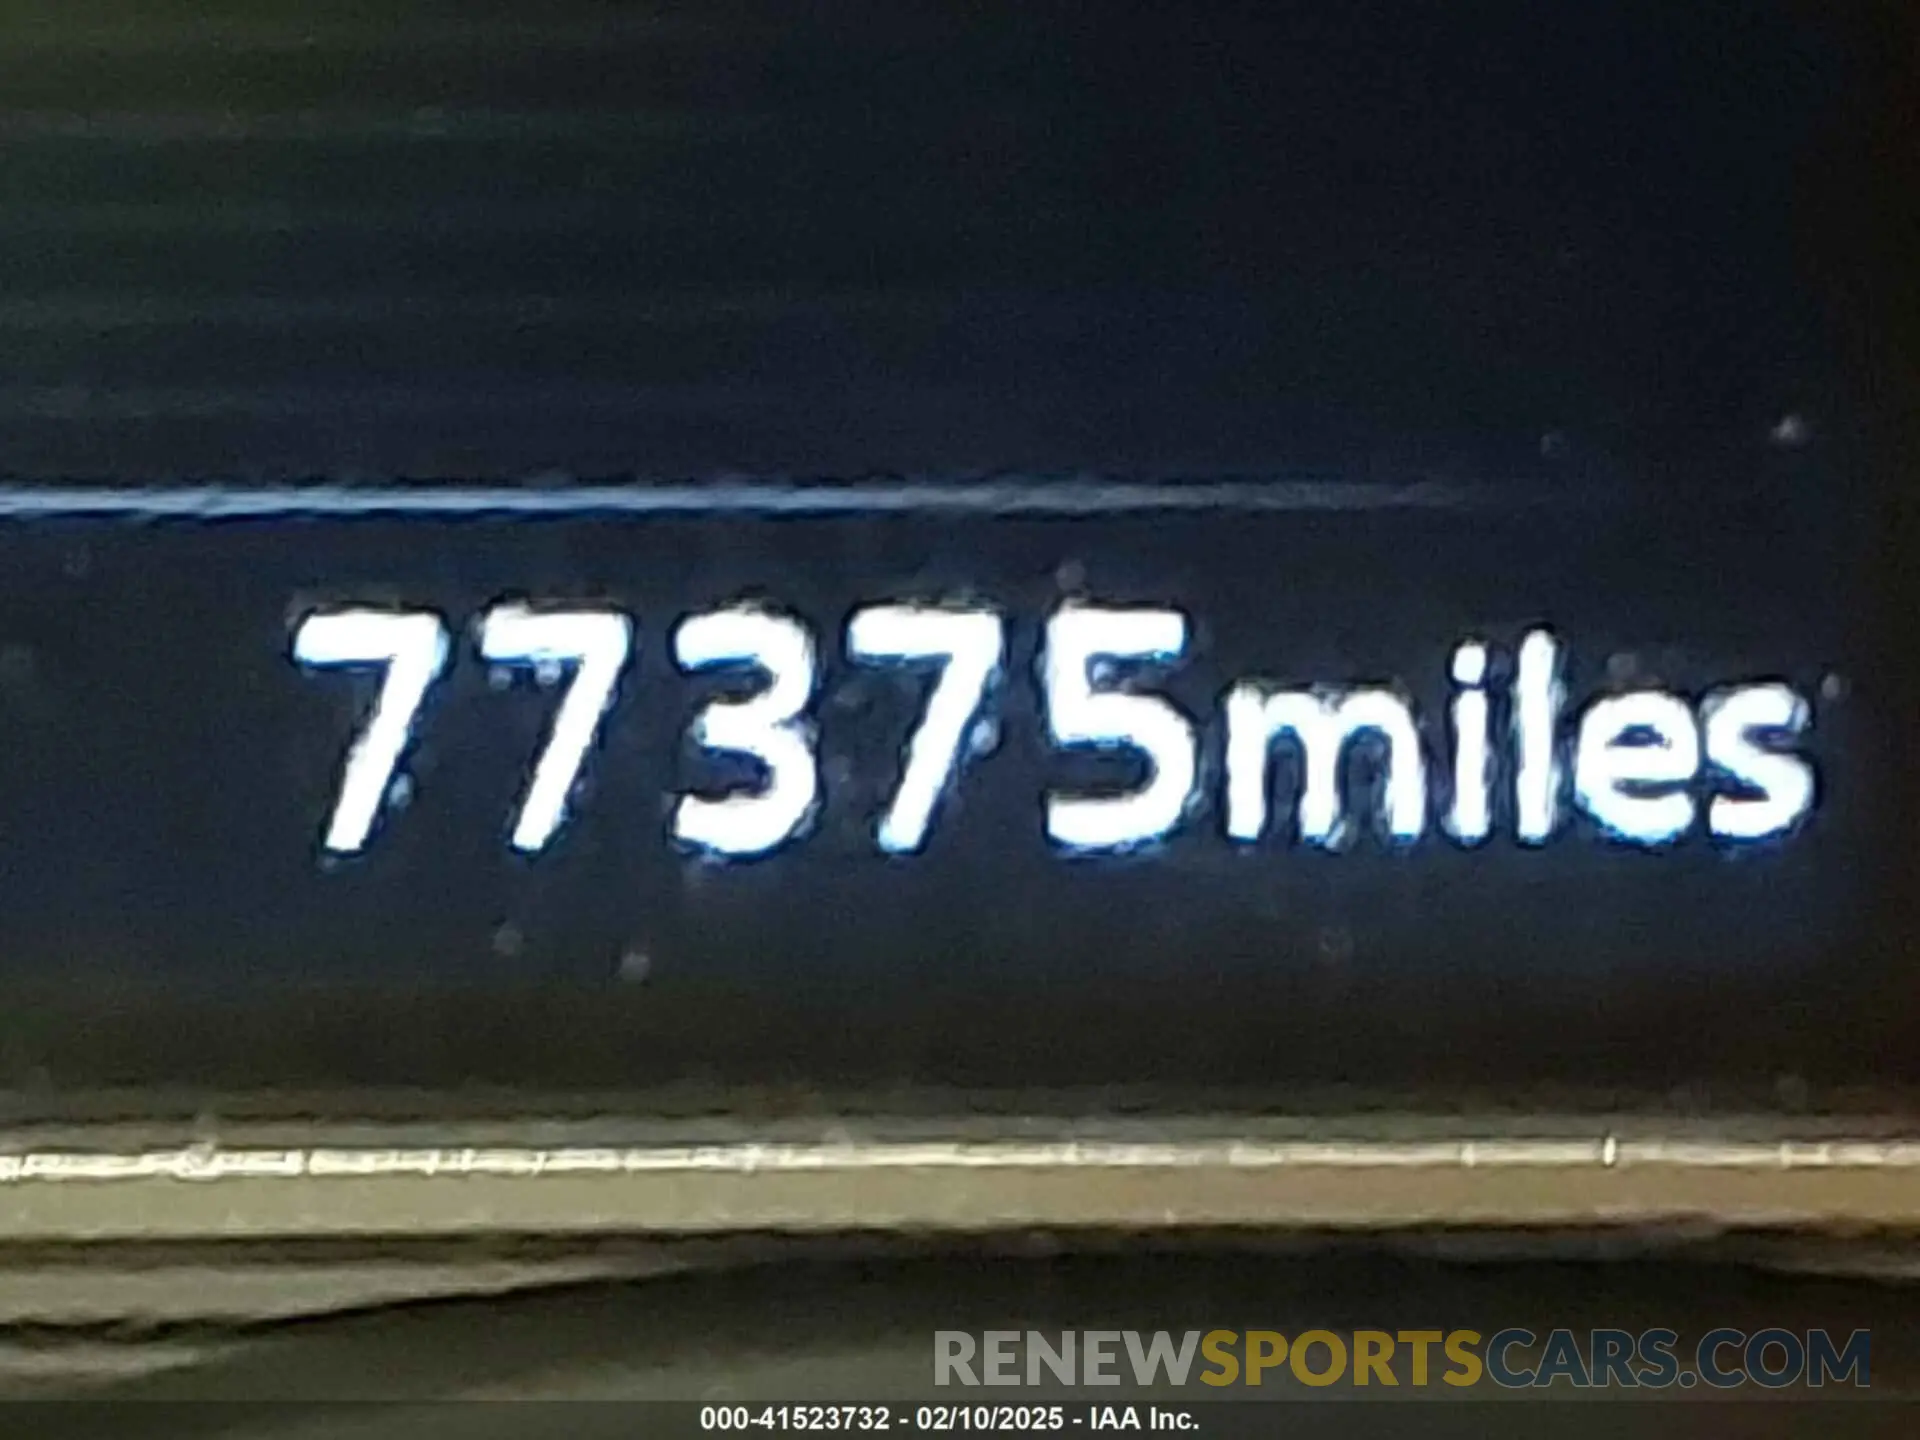 77375miles
RENEWSPORTSCARS.COM
000-41523732 - 02/10/2025 - IAA Inc.